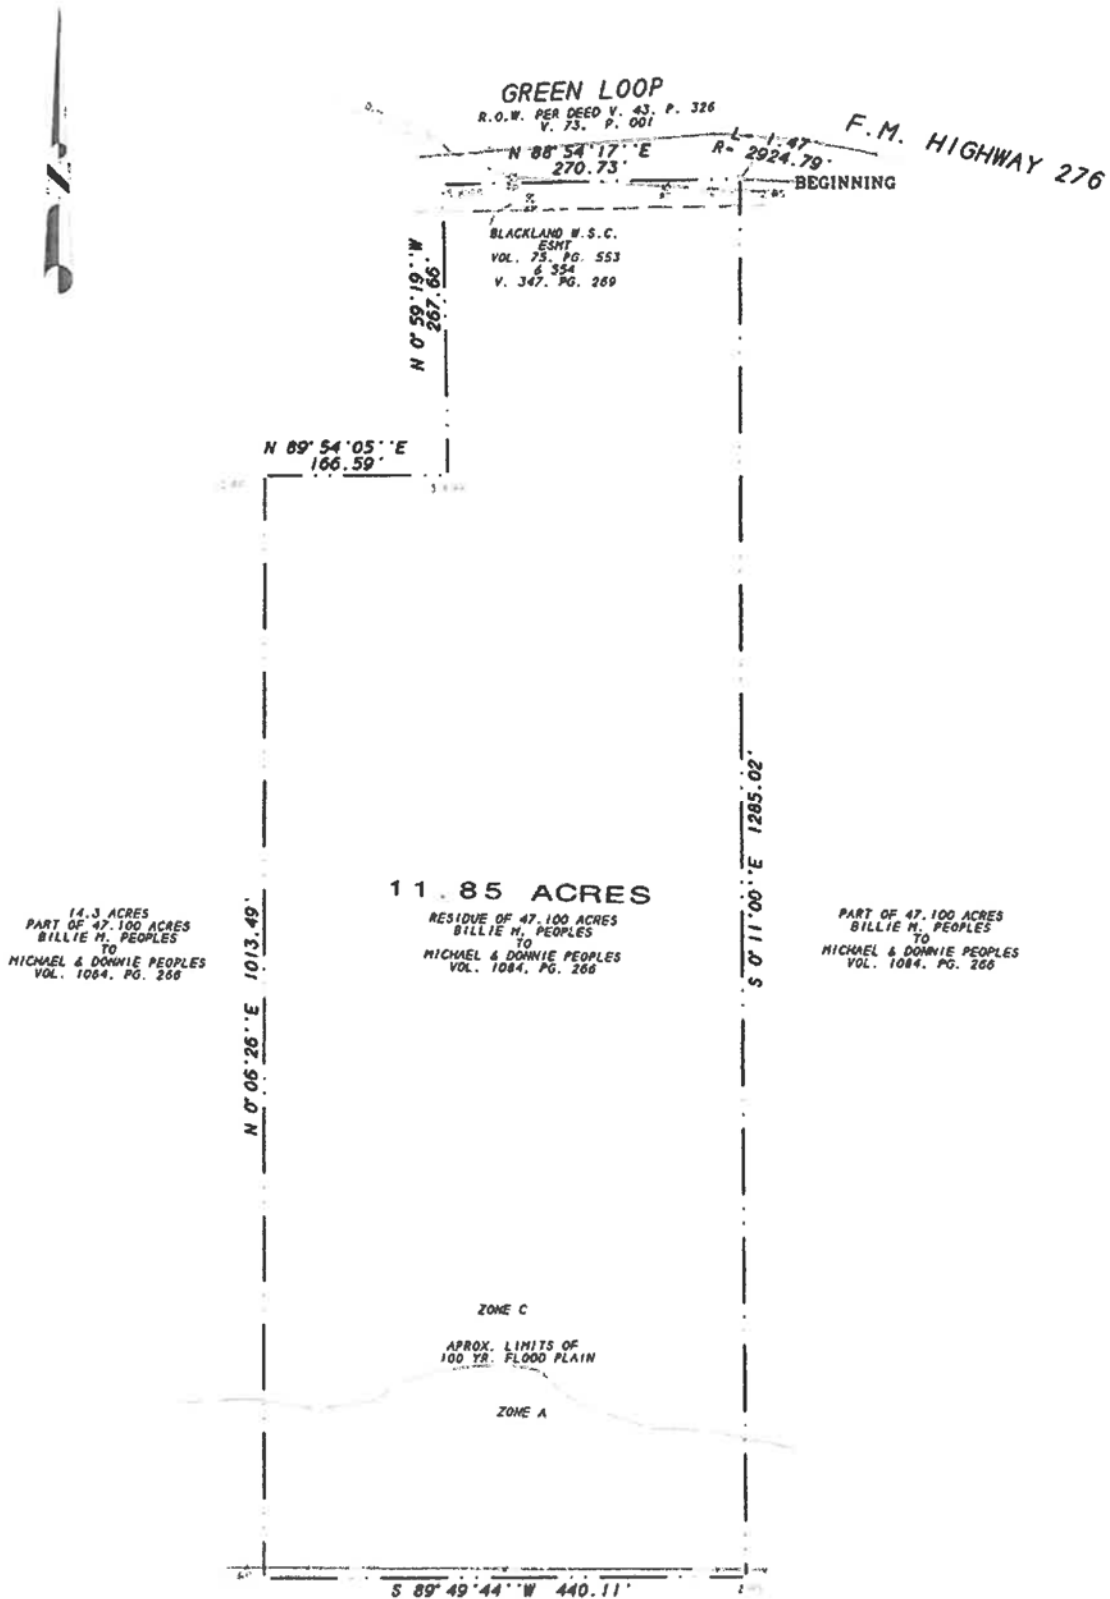 GREEN LOOP
R.O.W. PER DEED V. 43. P. 326
V. 73. P. 001
F.M. HIGHWAY 276
L= 1.47
R= 2924.79'
N 88°54'17''E
270.73'
BEGINNING
BLACKLAND W.S.C.
ESMT
VOL. 75. PG. 553
& 554
V. 347. PG. 269
N 0°59'19''W
267.66'
N 89°54'05''E
166.59'
S 0°11'00''E 1285.02'
11.85 ACRES
RESIDUE OF 47.100 ACRES
BILLIE M. PEOPLES
TO
MICHAEL & DONNIE PEOPLES
VOL. 1084. PG. 266
14.3 ACRES
PART OF 47.100 ACRES
BILLIE M. PEOPLES
TO
MICHAEL & DONNIE PEOPLES
VOL. 1084. PG. 266
N 0°06'26''E 1013.49'
PART OF 47.100 ACRES
BILLIE M. PEOPLES
TO
MICHAEL & DONNIE PEOPLES
VOL. 1084. PG. 266
ZONE C
APROX. LIMITS OF
100 YR. FLOOD PLAIN
ZONE A
S 89°49'44''W 440.11'